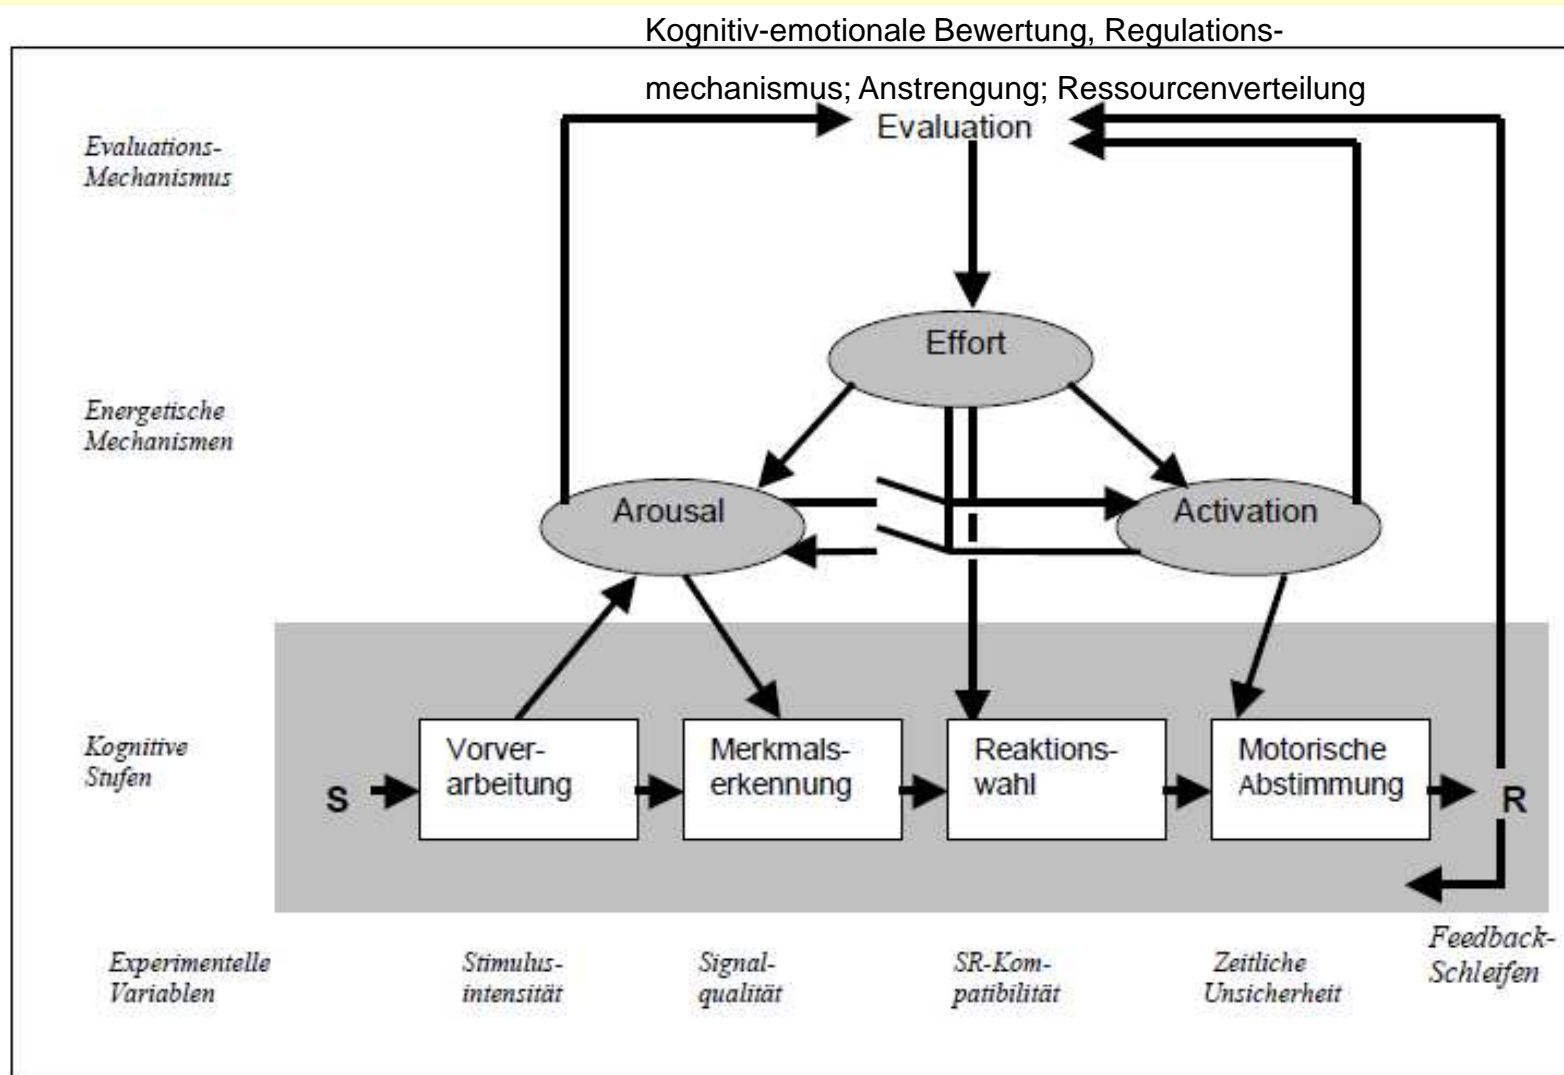 Kognitiv-emotionale Bewertung, Regulations-
mechanismus; Anstrengung; Ressourcenverteilung
Evaluation
Evaluations-
Mechanismus
Effort
Energetische
Mechanismen
Arousal
Activation
Kognitive
Stufen
S
Vorver-
arbeitung
Merkmals-
erkennung
Reaktions-
wahl
Motorische
Abstimmung
R
Experimentelle
Variablen
Stimulus-
intensität
Signal-
qualität
SR-Kom-
patibilität
Zeitliche
Unsicherheit
Feedback-
Schleifen